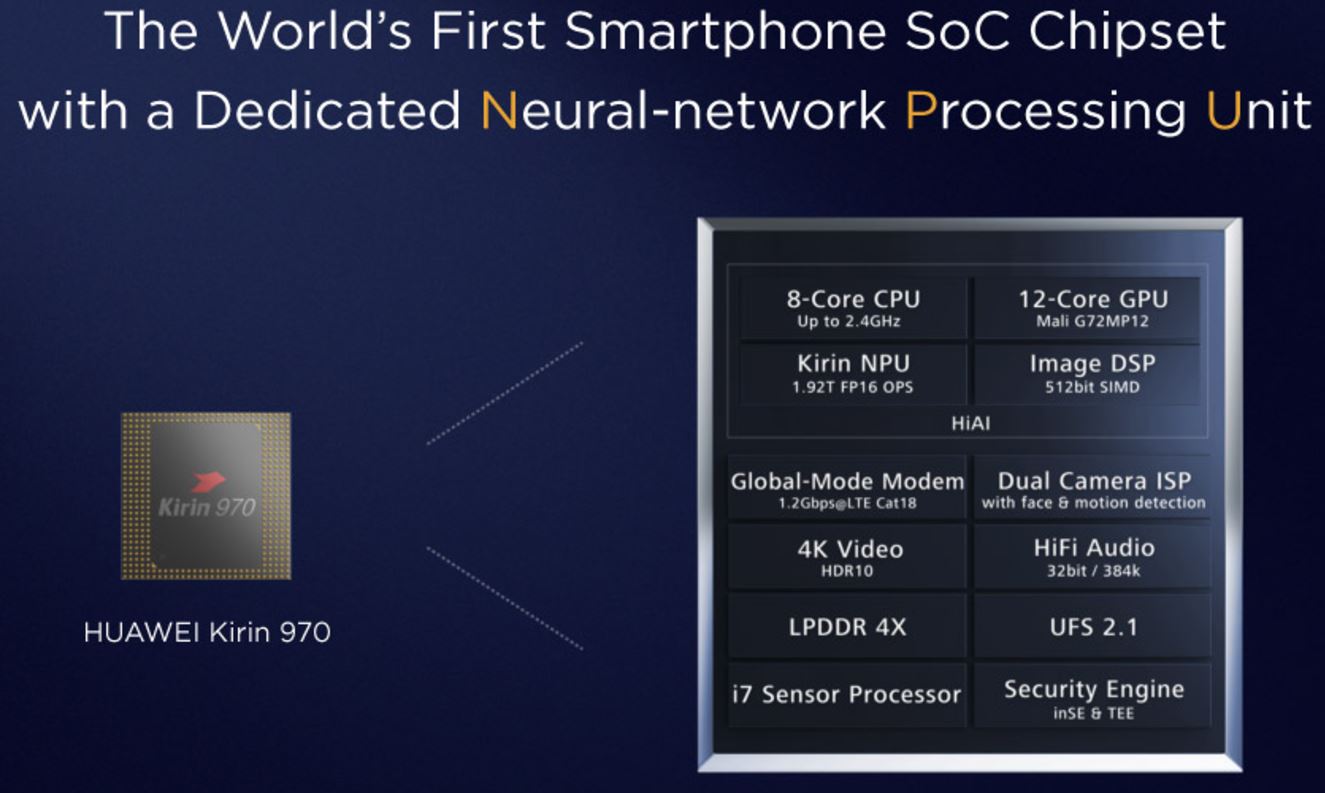 The World's First Smartphone SoC Chipset
with a Dedicated Neural-network Processing Unit
8-Core CPU
Up to 2.4GHz
12-Core GPU
Mali G72MP12
Kirin NPU
1.92T FP16 OPS
Image DSP
512bit SIMD
HiAI
Global-Mode Modem
1.2Gbps@LTE Cat18
Dual Camera ISP
with face & motion detection
4K Video
HDR10
HiFi Audio
32bit / 384k
LPDDR 4X
UFS 2.1
i7 Sensor Processor
Security Engine
inSE & TEE
Kirin 970
HUAWEI Kirin 970